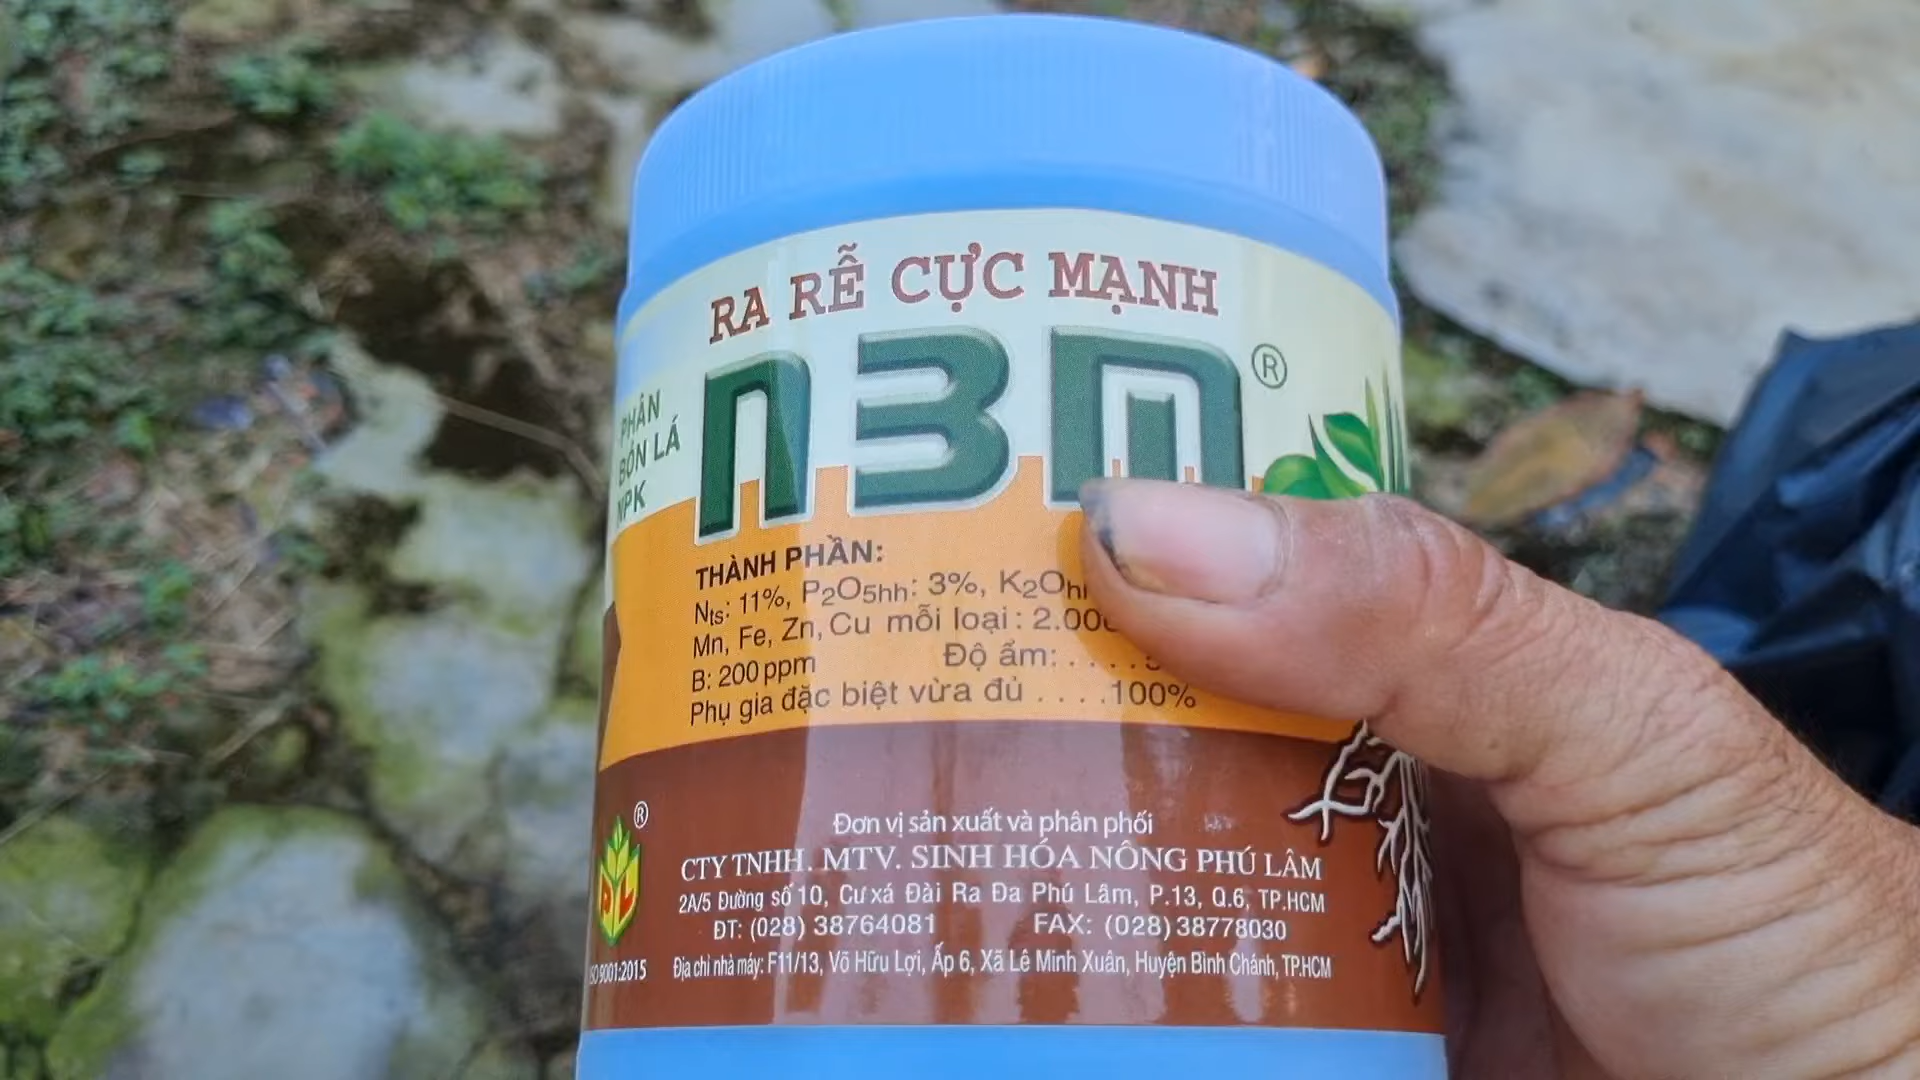 RA RỄ CỰC MẠNH
N3M ®
PHÂN
BÓN LÁ
NPK
THÀNH PHẦN:
Nts: 11%, P2O5hh: 3%, K2Oh
Mn, Fe, Zn, Cu mỗi loại: 2.00
B: 200 ppm Độ ẩm: . . . .
Phụ gia đặc biệt vừa đủ . . . .100%
®
PL
ISO 9001:2015
Đơn vị sản xuất và phân phối
CTY TNHH. MTV. SINH HÓA NÔNG PHÚ LÂM
2A/5 Đường số 10, Cư xá Đài Ra Đa Phú Lâm, P.13, Q.6, TP.HCM
ĐT: (028) 38764081 FAX: (028) 38778030
Địa chỉ nhà máy: F11/13, Võ Hữu Lợi, Ấp 6, Xã Lê Minh Xuân, Huyện Bình Chánh, TP.HCM